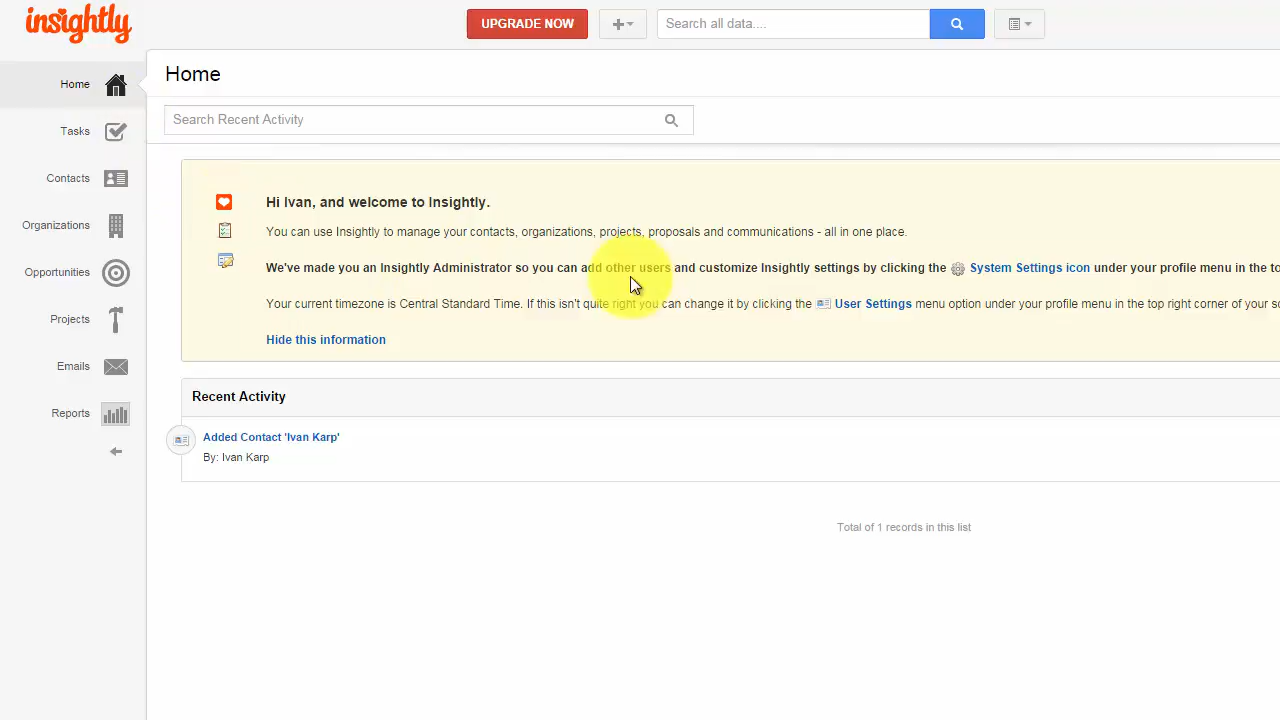 insightly
UPGRADE NOW
Search all data....
Home
Home
Search Recent Activity
Tasks
Contacts
Organizations
Opportunities
Projects
Emails
Reports
Hi Ivan, and welcome to Insightly.
You can use Insightly to manage your contacts, organizations, projects, proposals and communications - all in one place.
We've made you an Insightly Administrator so you can add other users and customize Insightly settings by clicking the System Settings icon under your profile menu in the to
Your current timezone is Central Standard Time. If this isn't quite right you can change it by clicking the User Settings menu option under your profile menu in the top right corner of your
Hide this information
Recent Activity
Added Contact 'Ivan Karp'
By: Ivan Karp
Total of 1 records in this list